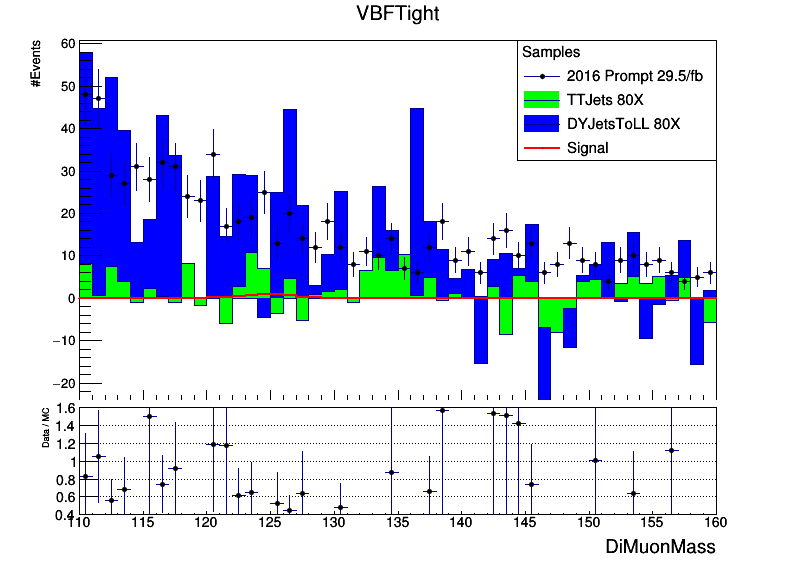 VBFTight
#Events
60
50
40
30
20
10
0
−10
−20
Samples
2016 Prompt 29.5/fb
TTJets 80X
DYJetsToLL 80X
Signal
Data / MC
1.6
1.4
1.2
1
0.8
0.6
0.4
110 115 120 125 130 135 140 145 150 155 160
DiMuonMass